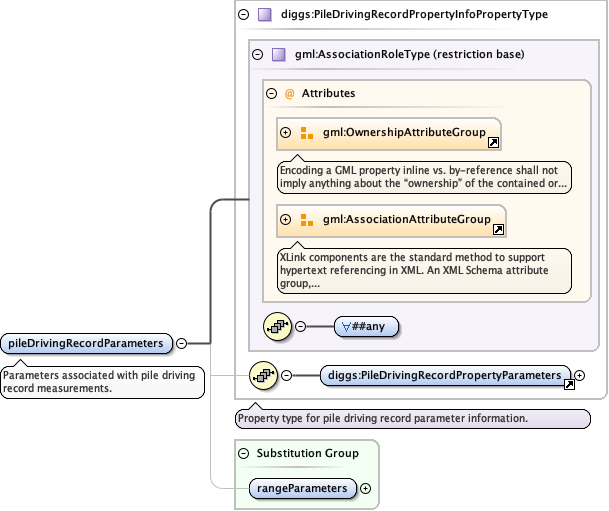 diggs:PileDrivingRecordPropertyInfoPropertyType
gml:AssociationRoleType (restriction base)
@ Attributes
gml:OwnershipAttributeGroup
Encoding a GML property inline vs. by-reference shall not
imply anything about the “ownership” of the contained or...
gml:AssociationAttributeGroup
XLink components are the standard method to support
hypertext referencing in XML. An XML Schema attribute
group,...
∀##any
pileDrivingRecordParameters
Parameters associated with pile driving
record measurements.
diggs:PileDrivingRecordPropertyParameters
Property type for pile driving record parameter information.
Substitution Group
rangeParameters